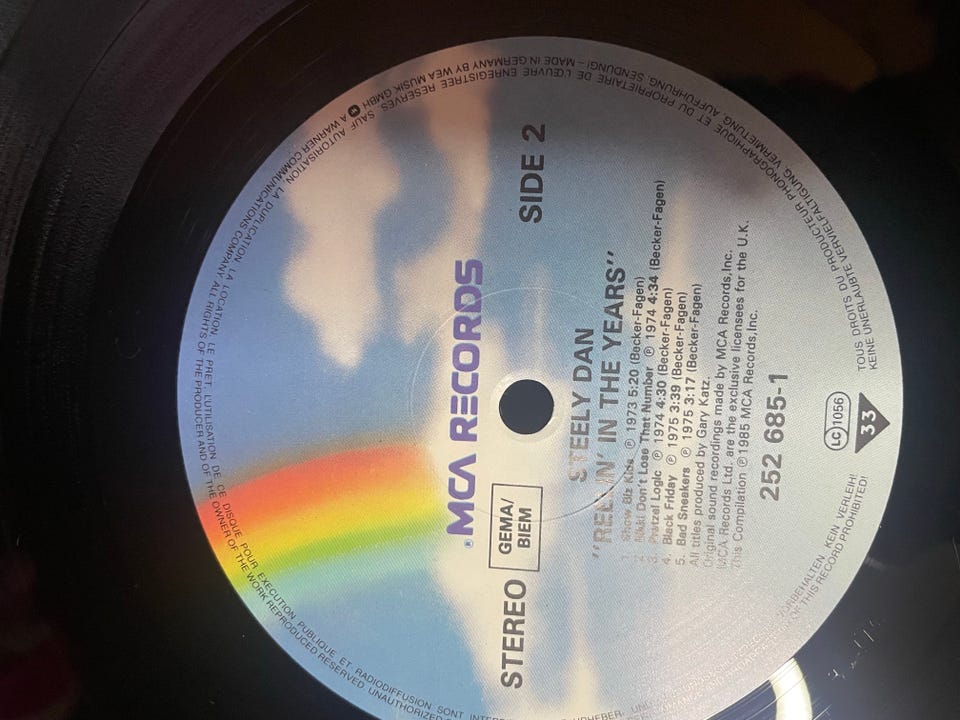 ® MCA RECORDS
STEREO
GEMA/
BIEM
SIDE 2
STEELY DAN
"REELIN' IN THE YEARS"
1. Show Biz Kids ℗ 1973 5:20 (Becker-Fagen)
2. Rikki Don't Lose That Number ℗ 1974 4:34 (Becker-Fagen)
3. Pretzel Logic ℗ 1974 4:30 (Becker-Fagen)
4. Black Friday ℗ 1975 3:39 (Becker-Fagen)
5. Bad Sneakers ℗ 1975 3:17 (Becker-Fagen)
All titles produced by Gary Katz.
Original sound recordings made by MCA Records,Inc.
MCA Records Ltd. are the exclusive licensees for the U.K.
This Compilation ℗1985 MCA Records,Inc.
252 685-1
LC 1056
33
TOUS DROITS DU PRODUCTEUR PHONOGRAPHIQUE ET DU PROPRIETAIRE DE L'ŒUVRE ENREGISTREE RESERVES. SAUF AUTORISATION, LA DUPLICATION, LA LOCATION, LE PRET, L'UTILISATION DE CE DISQUE POUR EXECUTION PUBLIQUE ET RADIODIFFUSION SONT
KEINE UNERLAUBTE VERVIELFÄLTIGUNG, VERMIETUNG, AUFFÜHRUNG, SENDUNG! – MADE IN GERMANY BY WEA MUSIK GMBH A WARNER COMMUNICATIONS COMPANY ALL RIGHTS OF THE PRODUCER AND OF THE OWNER OF THE WORK REPRODUCED RESERVED. UNAUTHORIZED
VORBEHALTEN. KEIN VERLEIH!
OF THIS RECORD PROHIBITED!